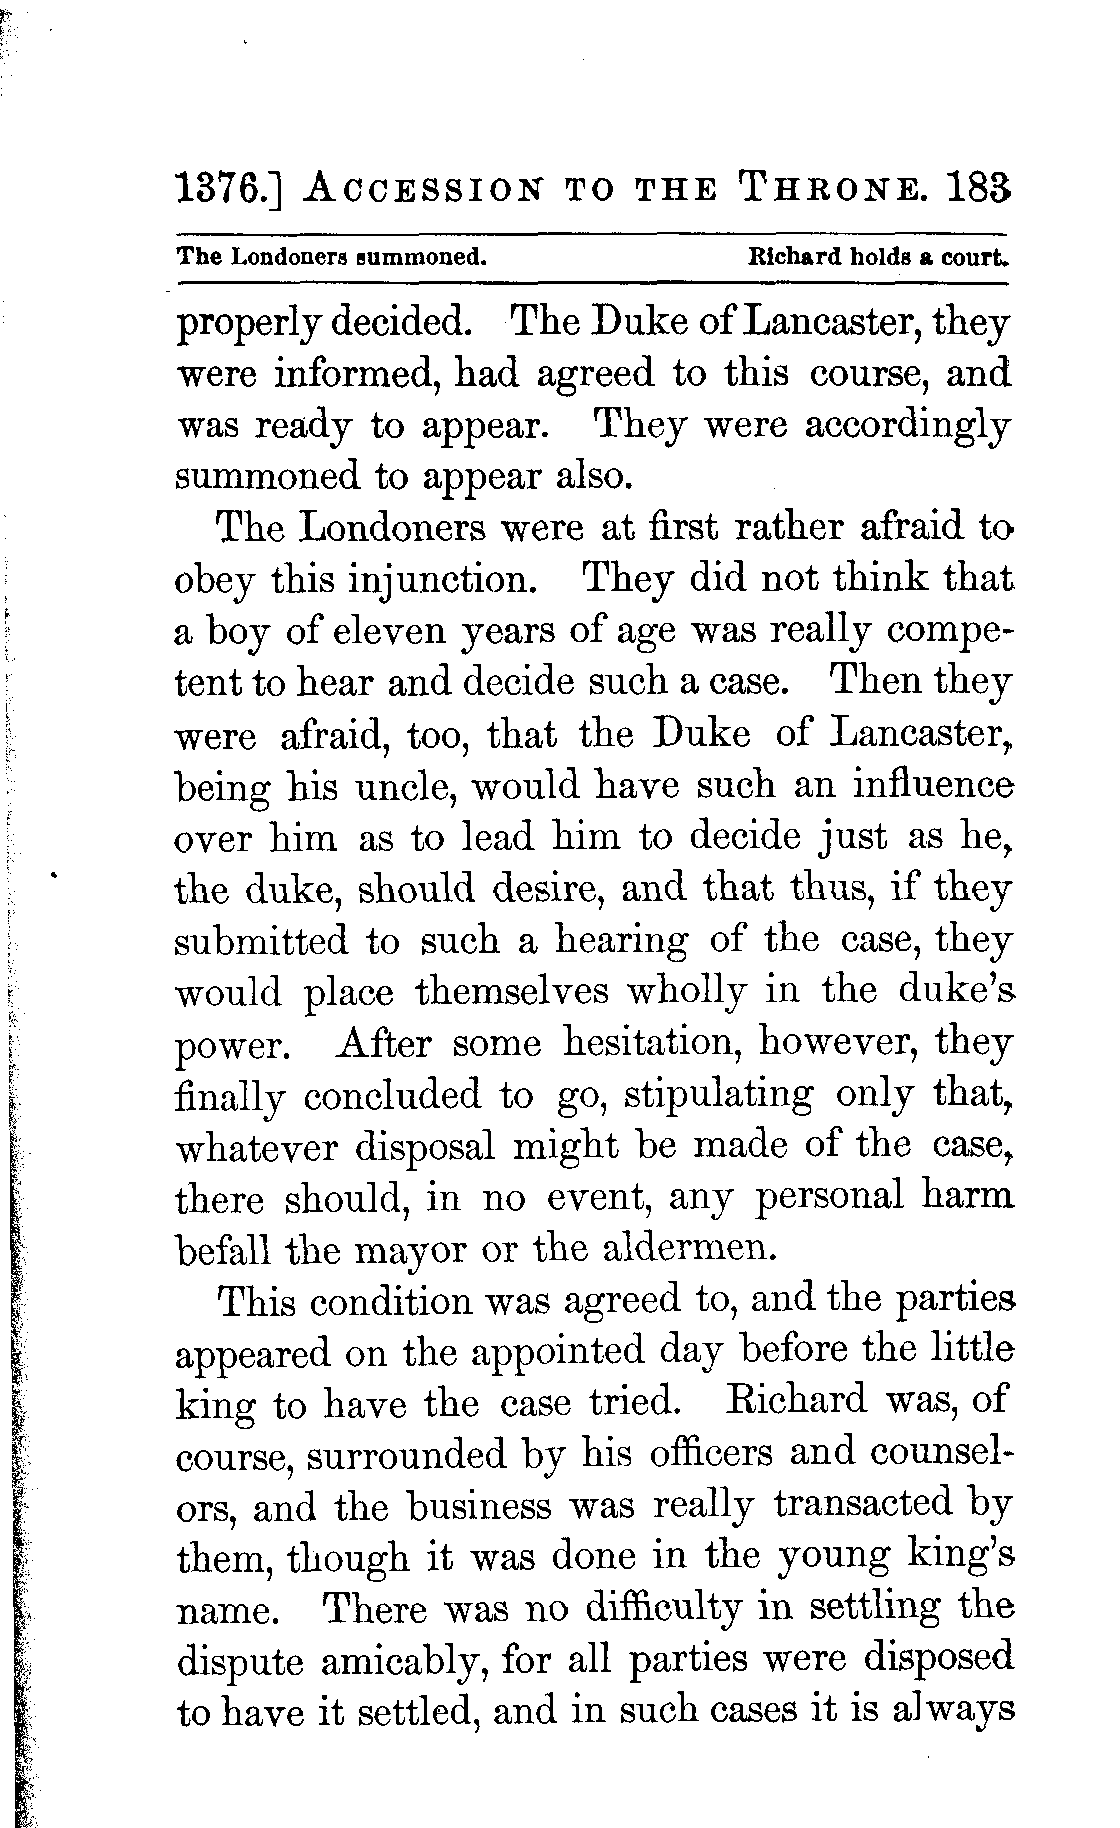 1376.] ACCESSION TO THE THRONE. 183
The Londoners summoned. Richard holds a court.
properly decided. The Duke of Lancaster, they
were informed, had agreed to this course, and
was ready to appear. They were accordingly
summoned to appear also.
The Londoners were at first rather afraid to
obey this injunction. They did not think that
a boy of eleven years of age was really compe-
tent to hear and decide such a case. Then they
were afraid, too, that the Duke of Lancaster,
being his uncle, would have such an influence
over him as to lead him to decide just as he,
the duke, should desire, and that thus, if they
submitted to such a hearing of the case, they
would place themselves wholly in the duke's
power. After some hesitation, however, they
finally concluded to go, stipulating only that,
whatever disposal might be made of the case,
there should, in no event, any personal harm
befall the mayor or the aldermen.
This condition was agreed to, and the parties
appeared on the appointed day before the little
king to have the case tried. Richard was, of
course, surrounded by his officers and counsel-
ors, and the business was really transacted by
them, though it was done in the young king's
name. There was no difficulty in settling the
dispute amicably, for all parties were disposed
to have it settled, and in such cases it is always